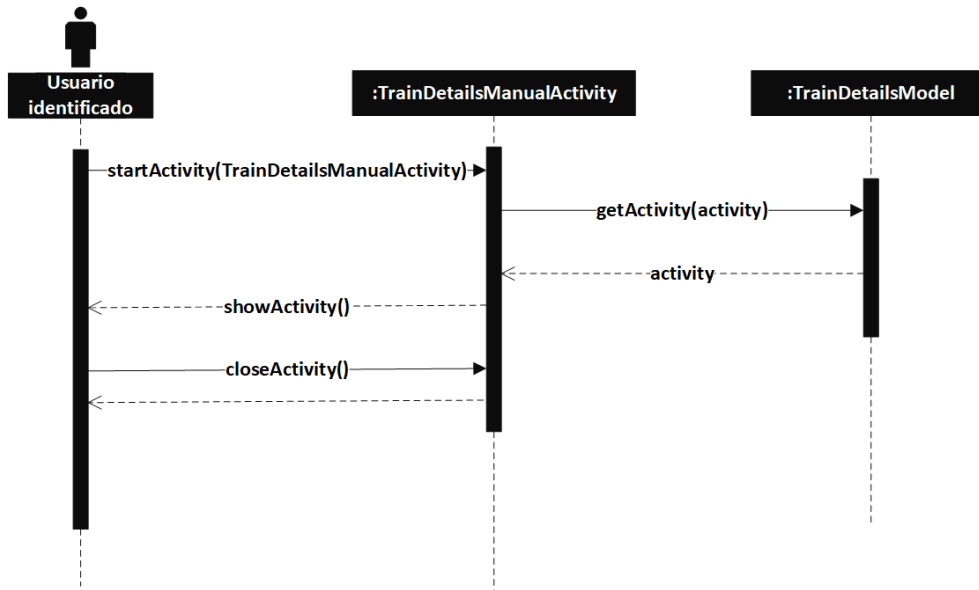 Usuario
identificado
:TrainDetailsManualActivity
:TrainDetailsModel
startActivity(TrainDetailsManualActivity)
getActivity(activity)
activity
showActivity()
closeActivity()